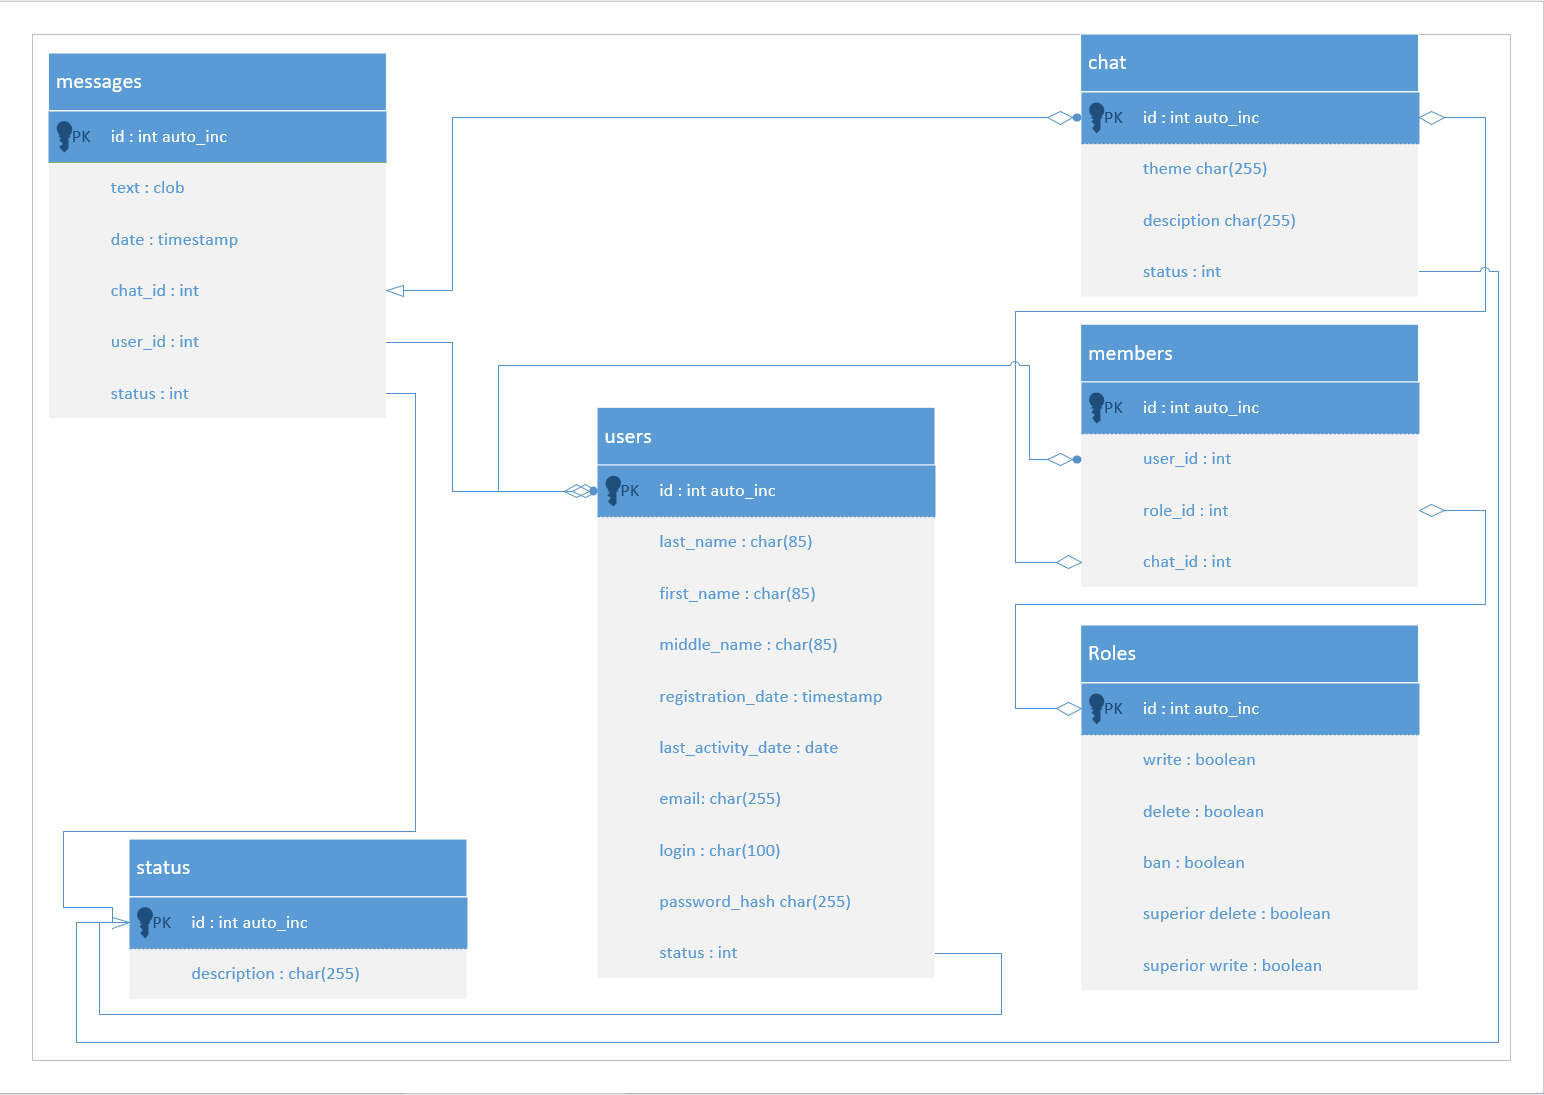 messages
PK id : int auto_inc
text : clob
date : timestamp
chat_id : int
user_id : int
status : int
chat
PK id : int auto_inc
theme char(255)
desciption char(255)
status : int
members
PK id : int auto_inc
user_id : int
role_id : int
chat_id : int
users
PK id : int auto_inc
last_name : char(85)
first_name : char(85)
middle_name : char(85)
registration_date : timestamp
last_activity_date : date
email: char(255)
login : char(100)
password_hash char(255)
status : int
Roles
PK id : int auto_inc
write : boolean
delete : boolean
ban : boolean
superior delete : boolean
superior write : boolean
status
PK id : int auto_inc
description : char(255)